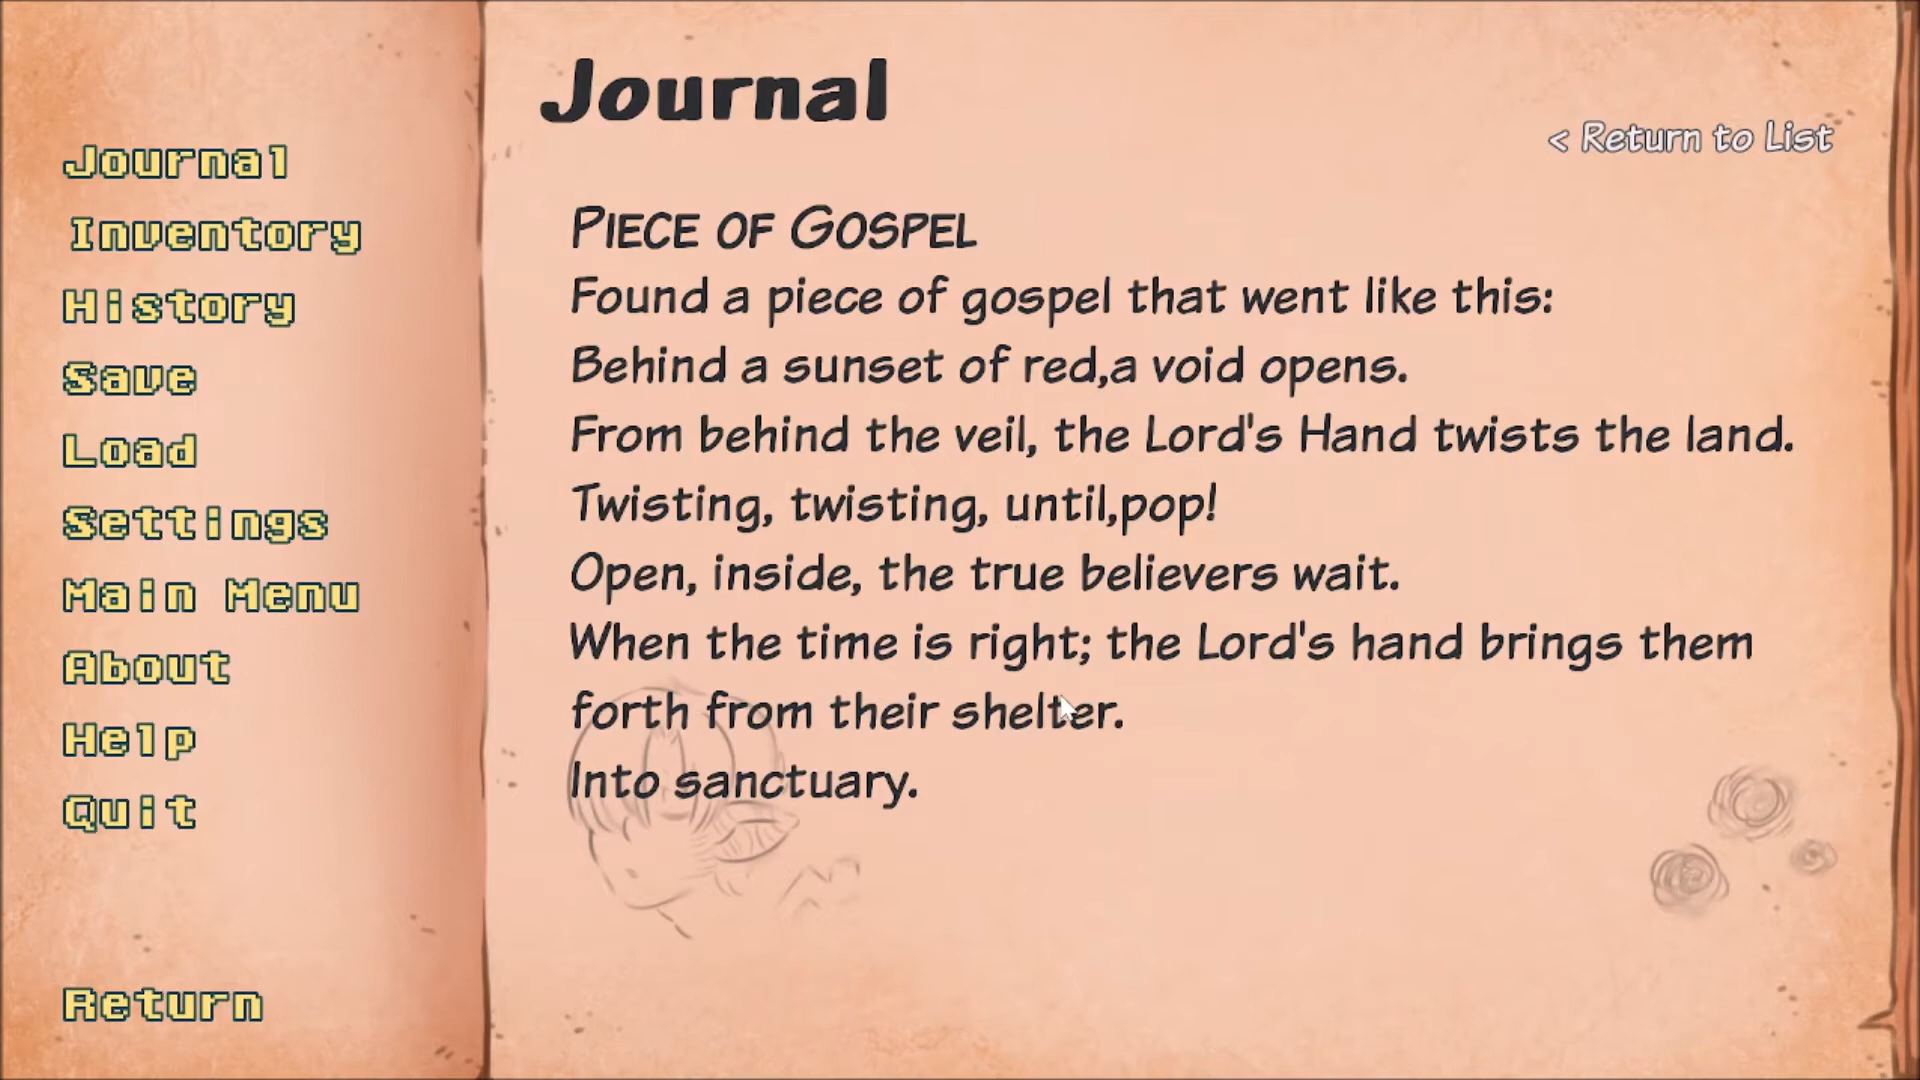 Journal
Inventory
History
Save
Load
Settings
Main Menu
About
Help
Quit
Return
Journal
< Return to List
PIECE OF GOSPEL
Found a piece of gospel that went like this:
Behind a sunset of red,a void opens.
From behind the veil, the Lord's Hand twists the land.
Twisting, twisting, until,pop!
Open, inside, the true believers wait.
When the time is right; the Lord's hand brings them
forth from their shelter.
Into sanctuary.